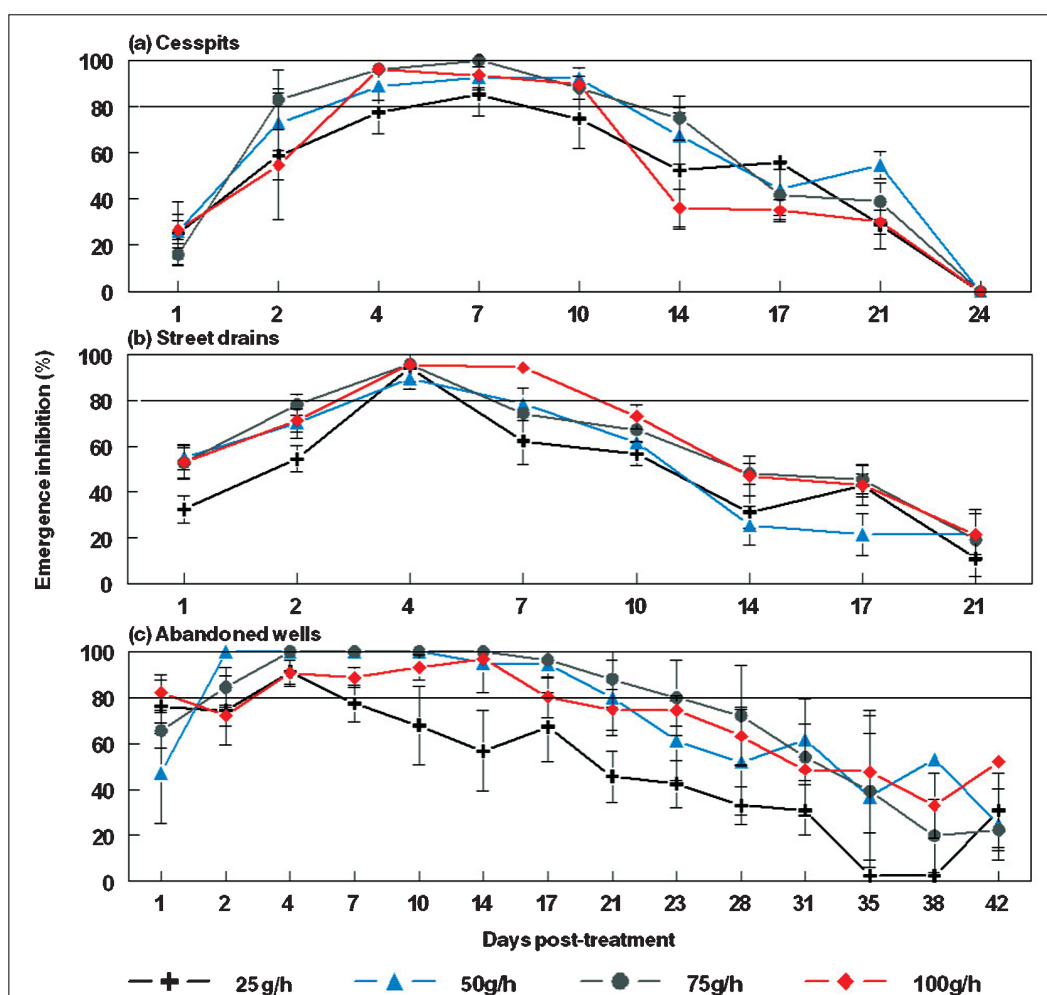 (a) Cesspits
100
80
60
40
20
0
1 2 4 7 10 14 17 21 24
(b) Street drains
100
80
60
40
20
0
1 2 4 7 10 14 17 21
(c) Abandoned wells
100
80
60
40
20
0
1 2 4 7 10 14 17 21 23 28 31 35 38 42
Emergence inhibition (%)
Days post-treatment
25g/h 50g/h 75g/h 100g/h